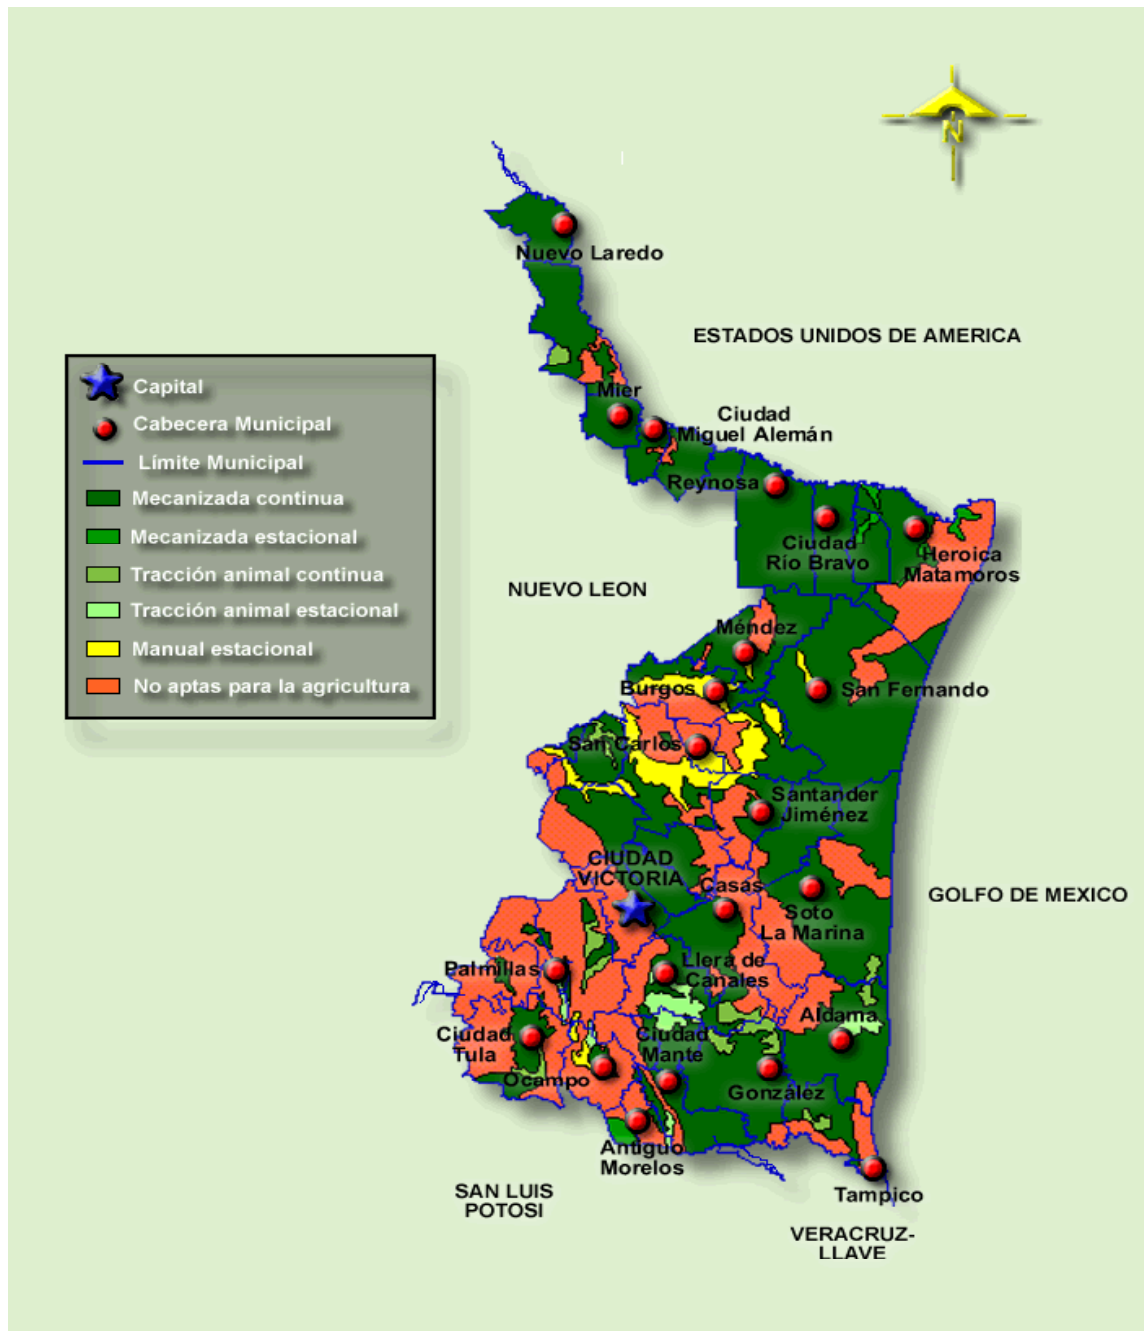 N
Nuevo Laredo
ESTADOS UNIDOS DE AMERICA
Capital
Cabecera Municipal
Límite Municipal
Mecanizada continua
Mecanizada estacional
Tracción animal continua
Tracción animal estacional
Manual estacional
No aptas para la agricultura
Mier
Ciudad
Miguel Alemán
Reynosa
Ciudad
Río Bravo
Heroica
Matamoros
NUEVO LEON
Méndez
Burgos
San Fernando
San Carlos
Santander
Jiménez
CIUDAD
VICTORIA
Casas
Soto
La Marina
GOLFO DE MEXICO
Palmillas
Llera de
Canales
Aldama
Ciudad
Tula
Ciudad
Mante
Ocampo
González
Antiguo
Morelos
Tampico
SAN LUIS
POTOSI
VERACRUZ-
LLAVE